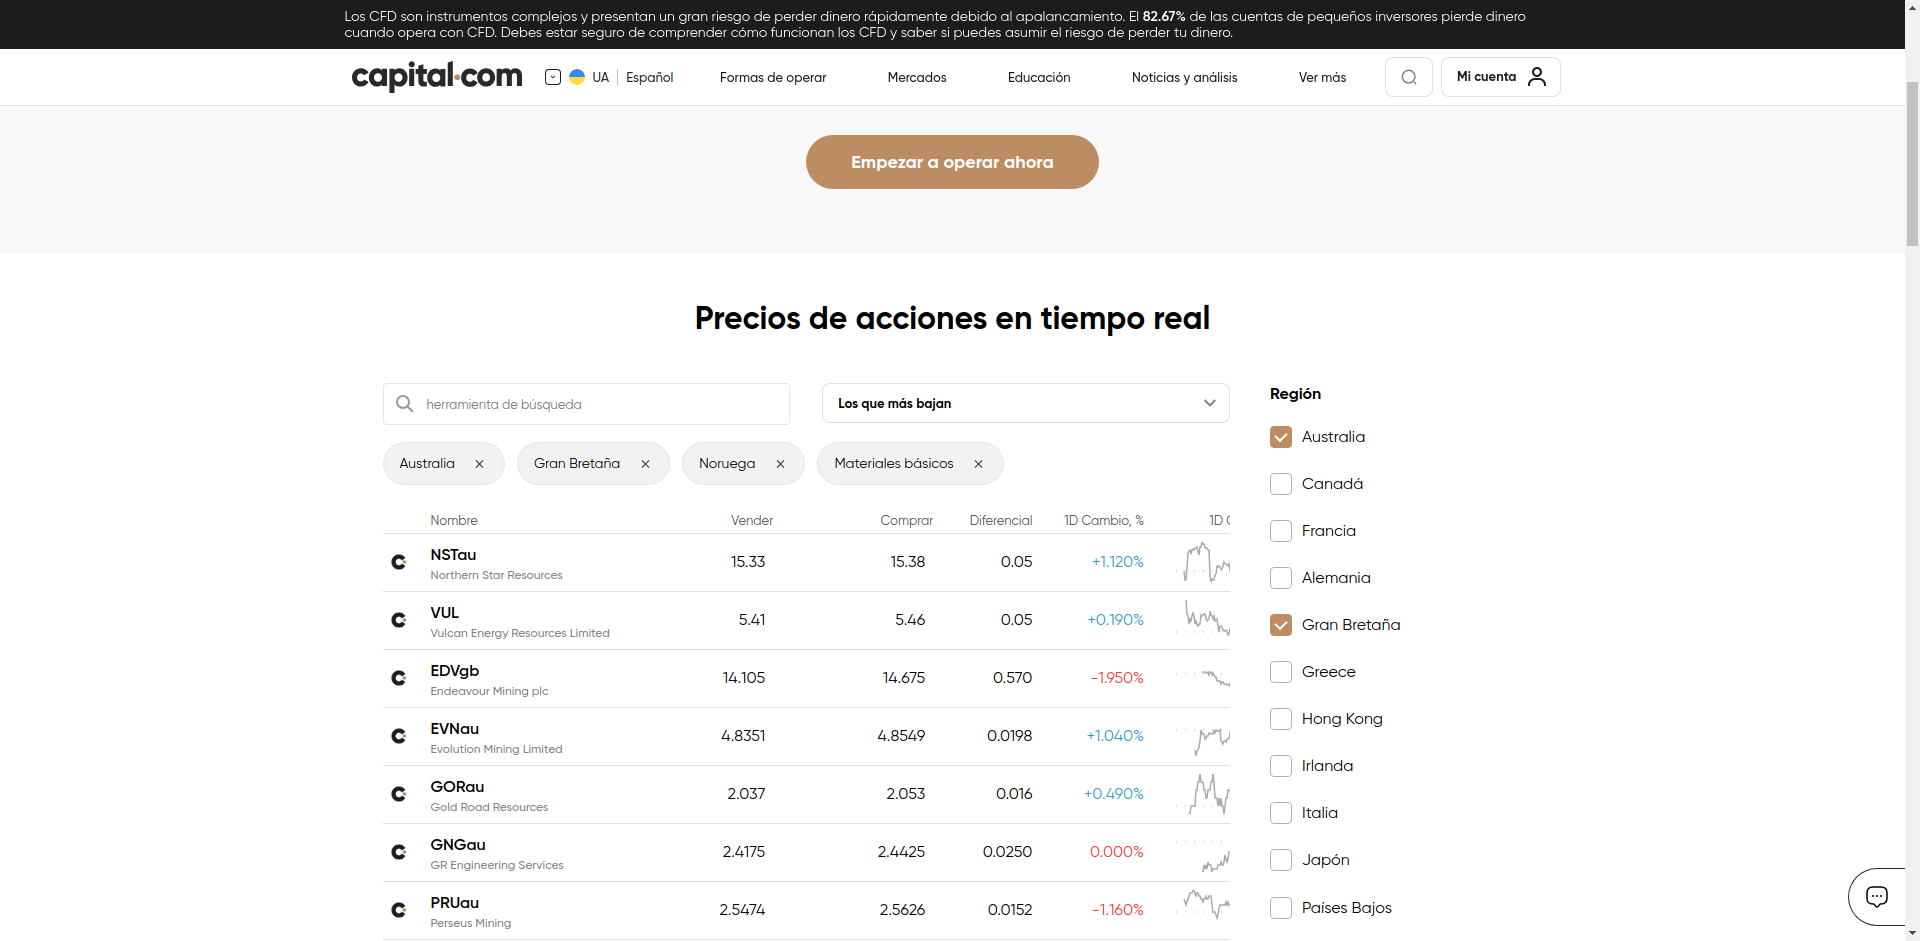 Los CFD son instrumentos complejos y presentan un gran riesgo de perder dinero rápidamente debido al apalancamiento. El 82.67% de las cuentas de pequeños inversores pierde dinero
cuando opera con CFD. Debes estar seguro de comprender cómo funcionan los CFD y saber si puedes asumir el riesgo de perder tu dinero.
capital.com UA Español Formas de operar Mercados Educación Noticias y análisis Ver más Mi cuenta
Empezar a operar ahora
Precios de acciones en tiempo real
herramienta de búsqueda Los que más bajan
Australia Gran Bretaña Noruega Materiales básicos
Nombre Vender Comprar Diferencial 1D Cambio, % 1D
NSTau 15.33 15.38 0.05 +1.120%
Northern Star Resources
VUL 5.41 5.46 0.05 +0.190%
Vulcan Energy Resources Limited
EDVgb 14.105 14.675 0.570 -1.950%
Endeavour Mining plc
EVNau 4.8351 4.8549 0.0198 +1.040%
Evolution Mining Limited
GORau 2.037 2.053 0.016 +0.490%
Gold Road Resources
GNGau 2.4175 2.4425 0.0250 0.000%
GR Engineering Services
PRUau 2.5474 2.5626 0.0152 -1.160%
Perseus Mining
Región
Australia
Canadá
Francia
Alemania
Gran Bretaña
Greece
Hong Kong
Irlanda
Italia
Japón
Países Bajos